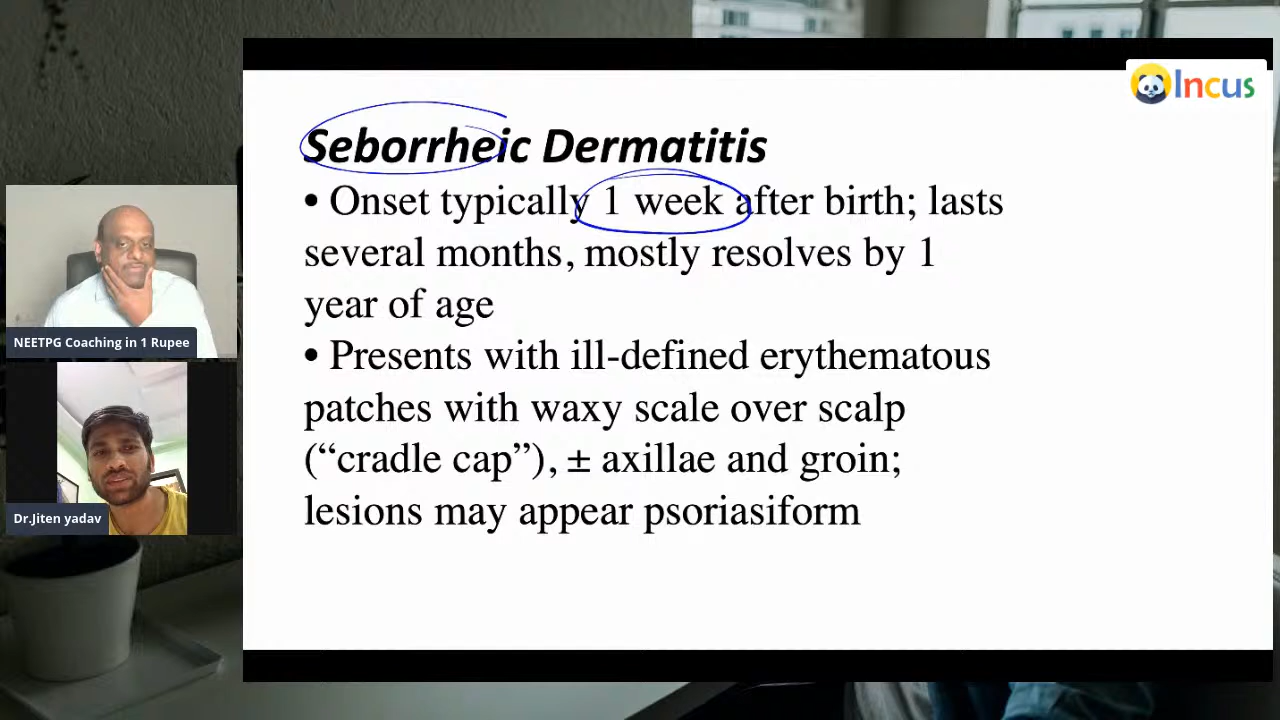 Incus
Seborrheic Dermatitis
• Onset typically 1 week after birth; lasts
several months, mostly resolves by 1
year of age
• Presents with ill-defined erythematous
patches with waxy scale over scalp
(“cradle cap”), ± axillae and groin;
lesions may appear psoriasiform
NEETPG Coaching in 1 Rupee
Dr.Jiten yadav